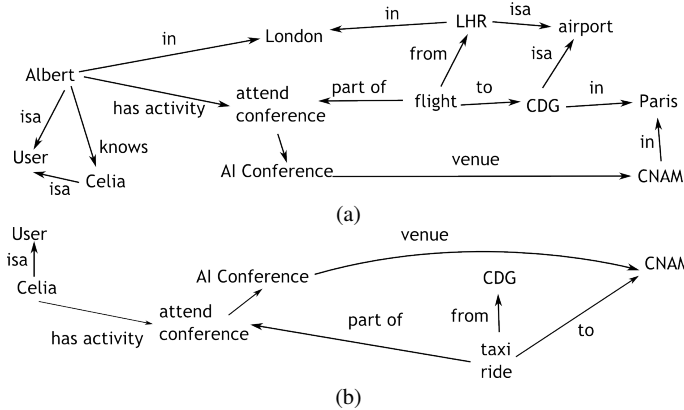 in
LHR
isa
airport
in
London
from
isa
Albert
has activity
attend
conference
part of
flight
to
CDG
in
Paris
isa
knows
User
isa
Celia
AI Conference
venue
in
CNAM
(a)
User
isa
Celia
venue
AI Conference
CDG
CNAM
has activity
attend
conference
part of
from
to
taxi
ride
(b)